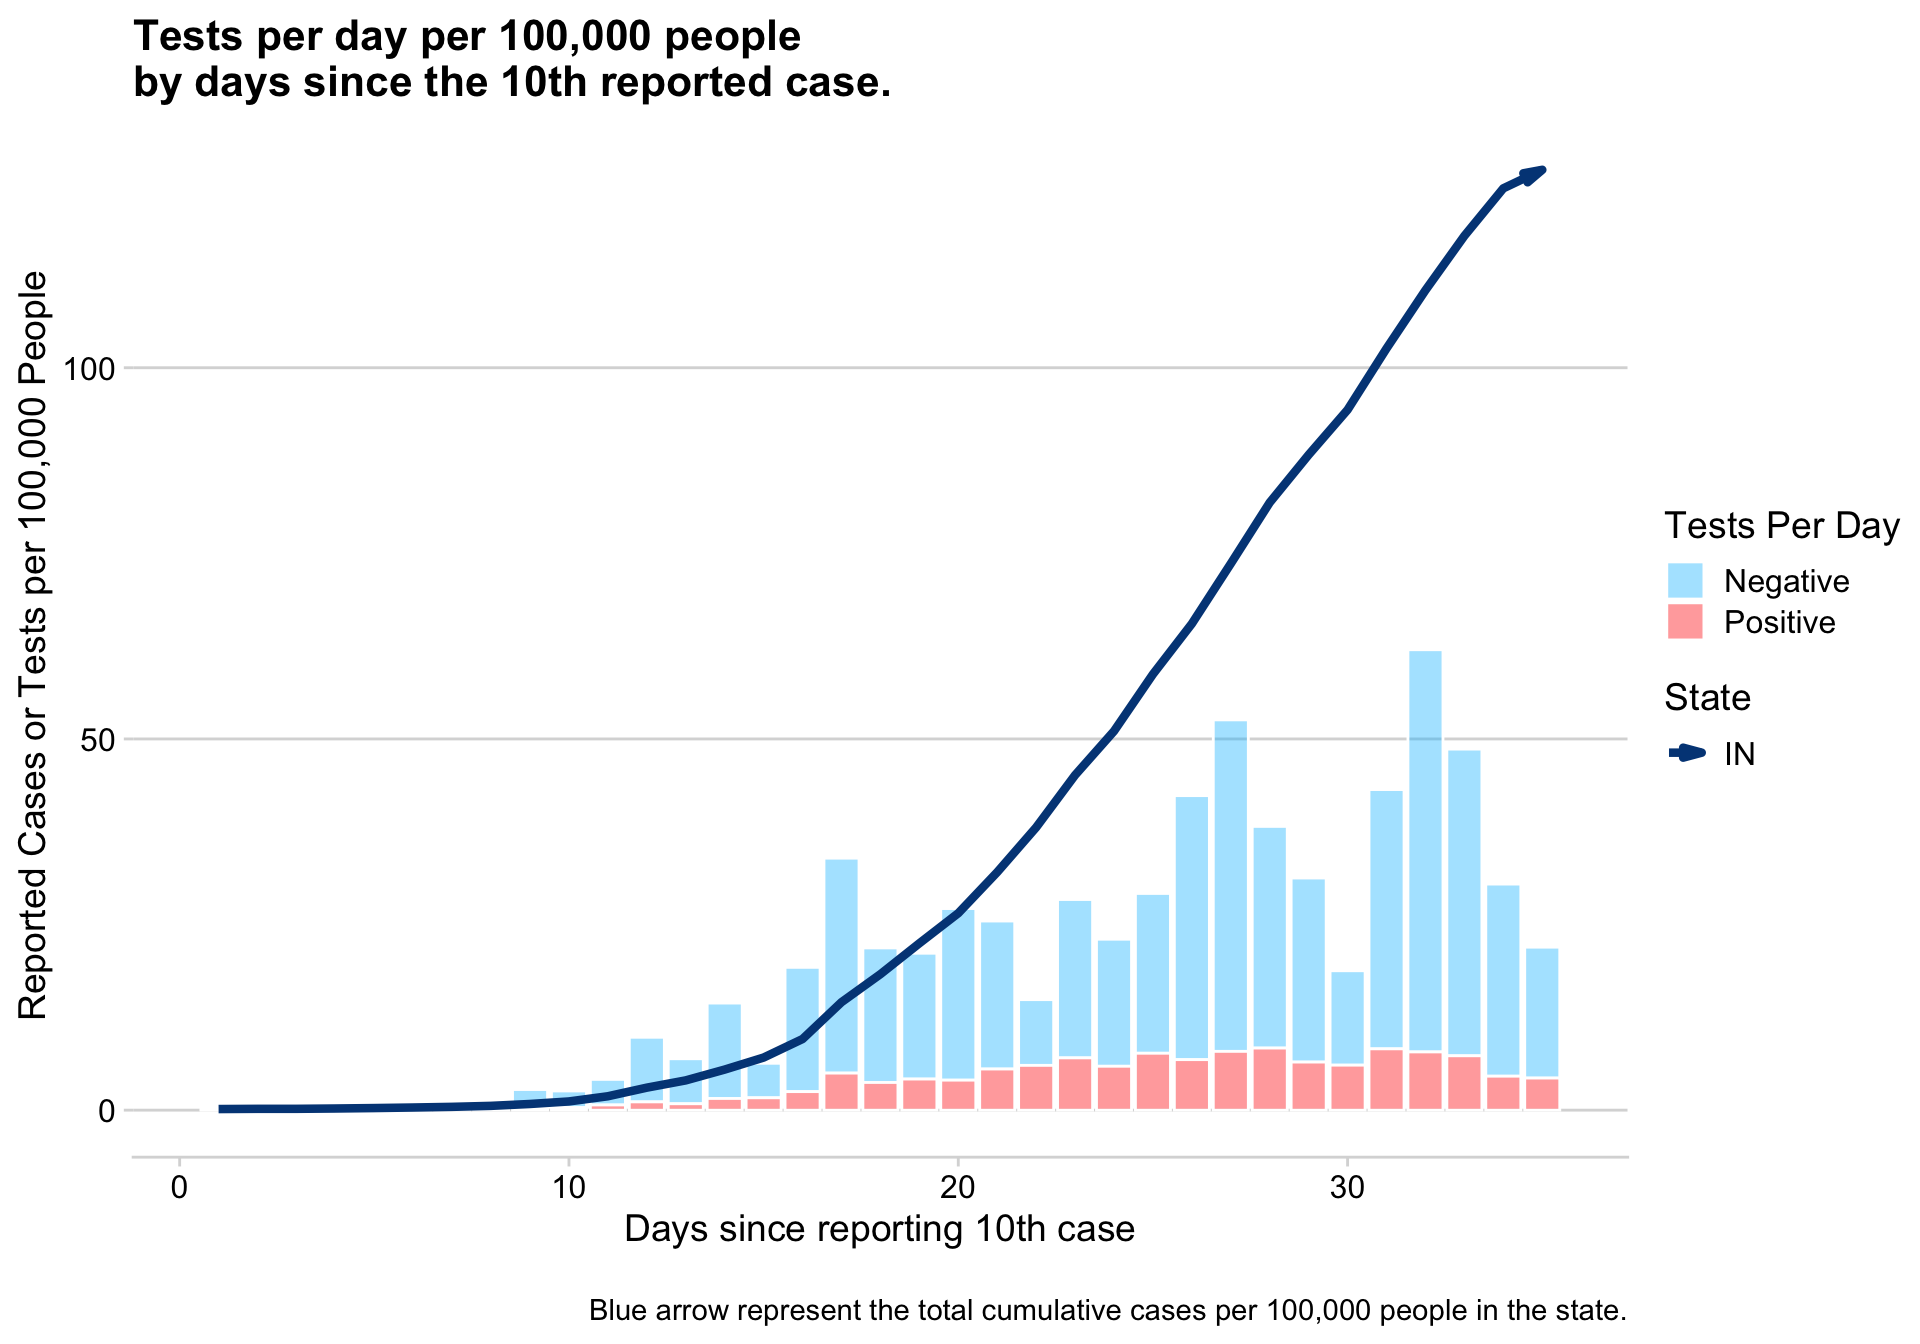 Tests per day per 100,000 people
by days since the 10th reported case.
Reported Cases or Tests per 100,000 People
100
50
0
0
10
20
30
Days since reporting 10th case
Tests Per Day
Negative
Positive
State
IN
Blue arrow represent the total cumulative cases per 100,000 people in the state.